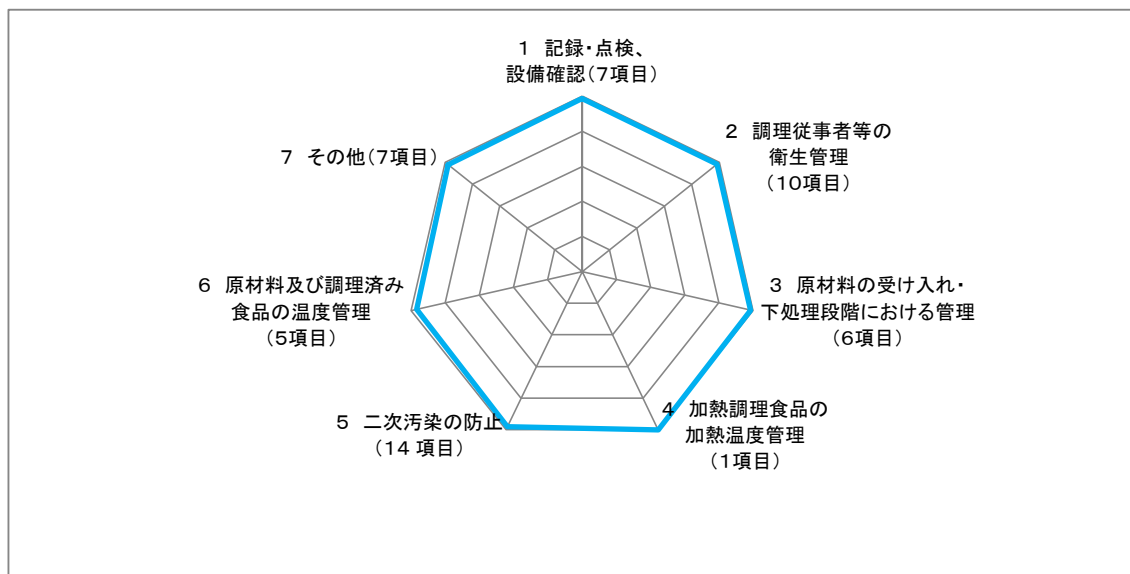 1 記録・点検、
設備確認(7項目)
2 調理従事者等の
衛生管理
(10項目)
3 原材料の受け入れ・
下処理段階における管理
(6項目)
4 加熱調理食品の
加熱温度管理
(1項目)
5 二次汚染の防止
(14 項目)
6 原材料及び調理済み
食品の温度管理
(5項目)
7 その他(7項目)